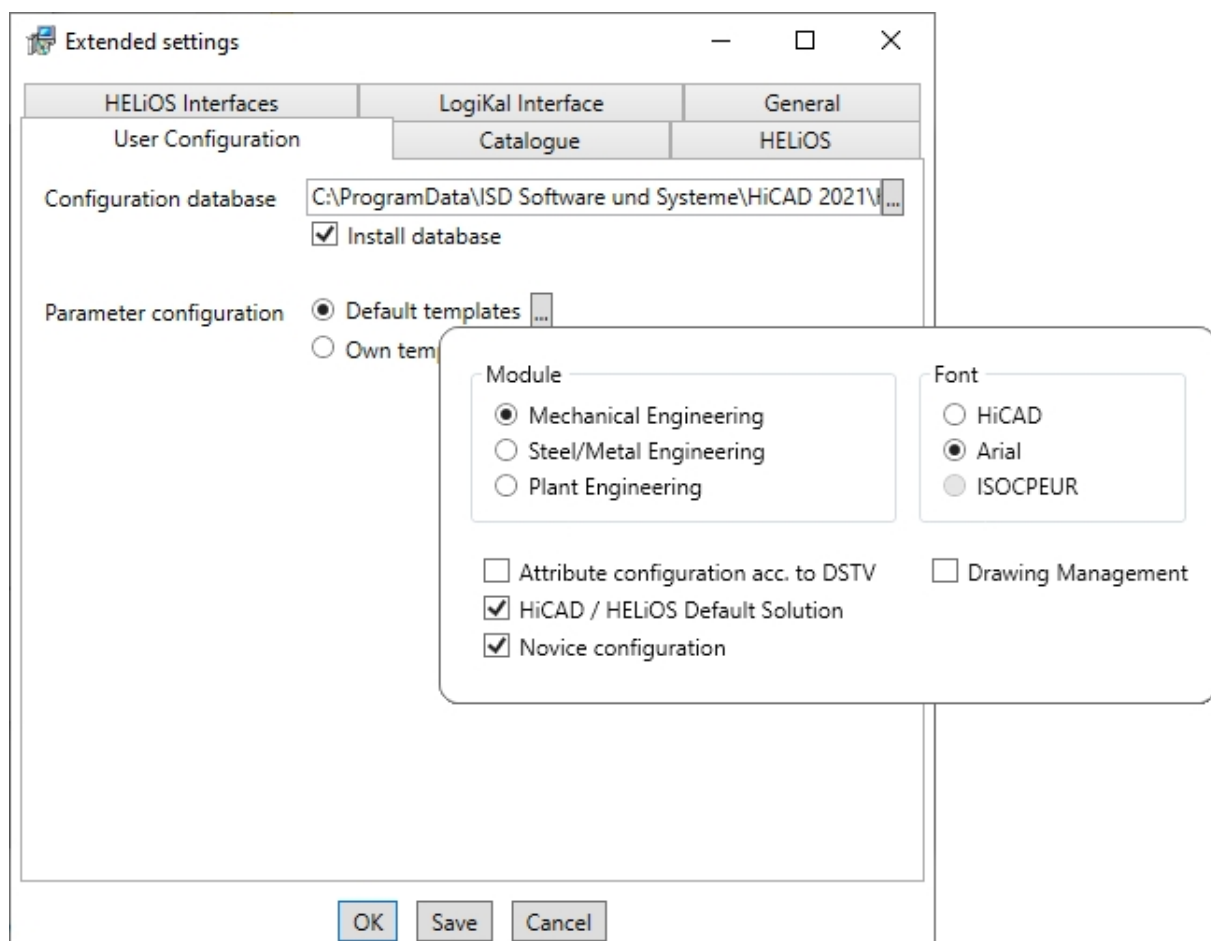 Extended settings
HELiOS Interfaces LogiKal Interface General
User Configuration Catalogue HELiOS
Configuration database C:\ProgramData\ISD Software und Systeme\HiCAD 2021\ ...
Install database
Parameter configuration Default templates ...
Own
Module Font
Mechanical Engineering HiCAD
Steel/Metal Engineering Arial
Plant Engineering ISOCPEUR
Attribute configuration acc. to DSTV Drawing Management
HiCAD / HELiOS Default Solution
Novice configuration
OK Save Cancel